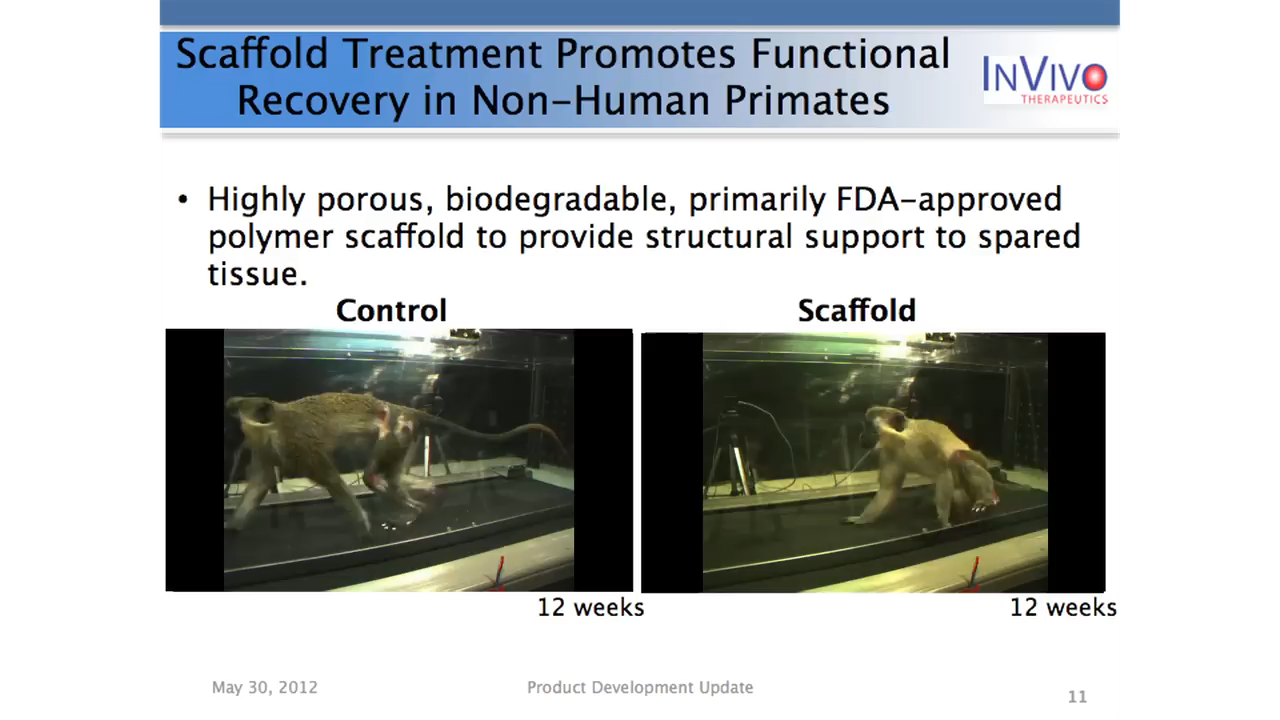 Scaffold Treatment Promotes Functional
Recovery in Non-Human Primates
INVIVO
THERAPEUTICS
• Highly porous, biodegradable, primarily FDA-approved
polymer scaffold to provide structural support to spared
tissue.
Control
Scaffold
12 weeks
12 weeks
May 30, 2012
Product Development Update
11